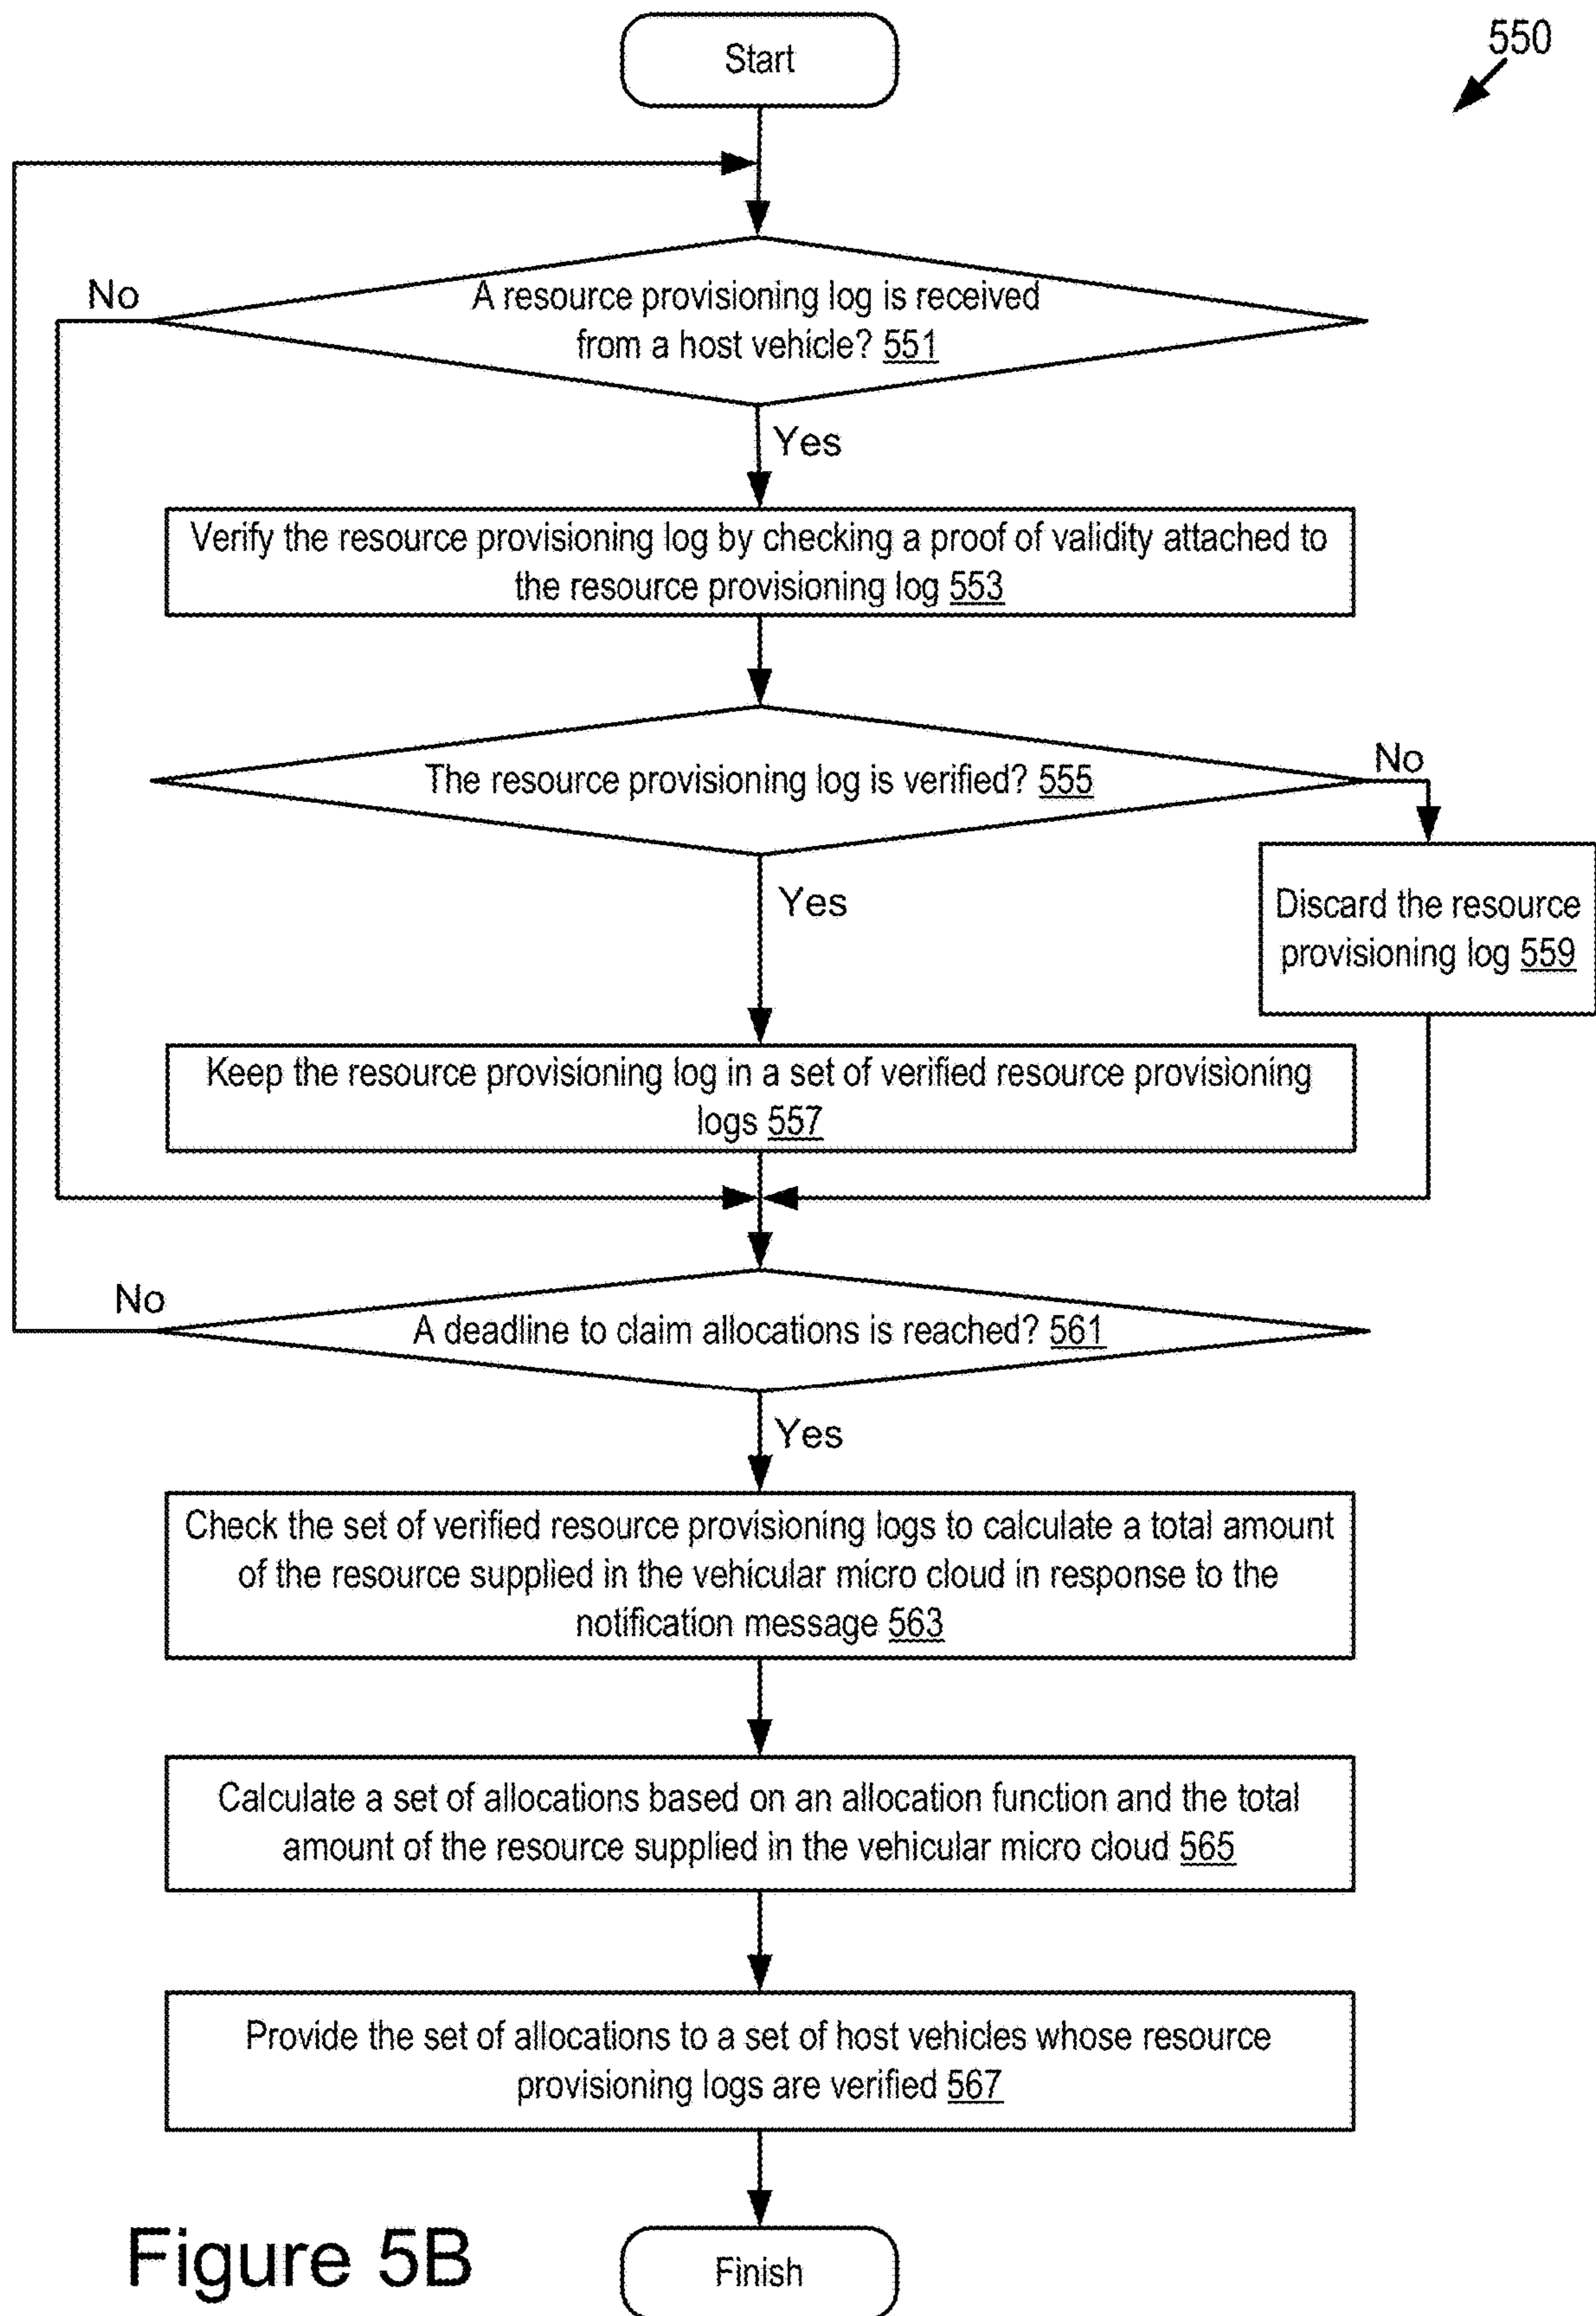 Start
550
No
A resource provisioning log is received
from a host vehicle? 551
Yes
Verify the resource provisioning log by checking a proof of validity attached to
the resource provisioning log 553
The resource provisioning log is verified? 555
No
Yes
Discard the resource
provisioning log 559
Keep the resource provisioning log in a set of verified resource provisioning
logs 557
No
A deadline to claim allocations is reached? 561
Yes
Check the set of verified resource provisioning logs to calculate a total amount
of the resource supplied in the vehicular micro cloud in response to the
notification message 563
Calculate a set of allocations based on an allocation function and the total
amount of the resource supplied in the vehicular micro cloud 565
Provide the set of allocations to a set of host vehicles whose resource
provisioning logs are verified 567
Figure 5B
Finish